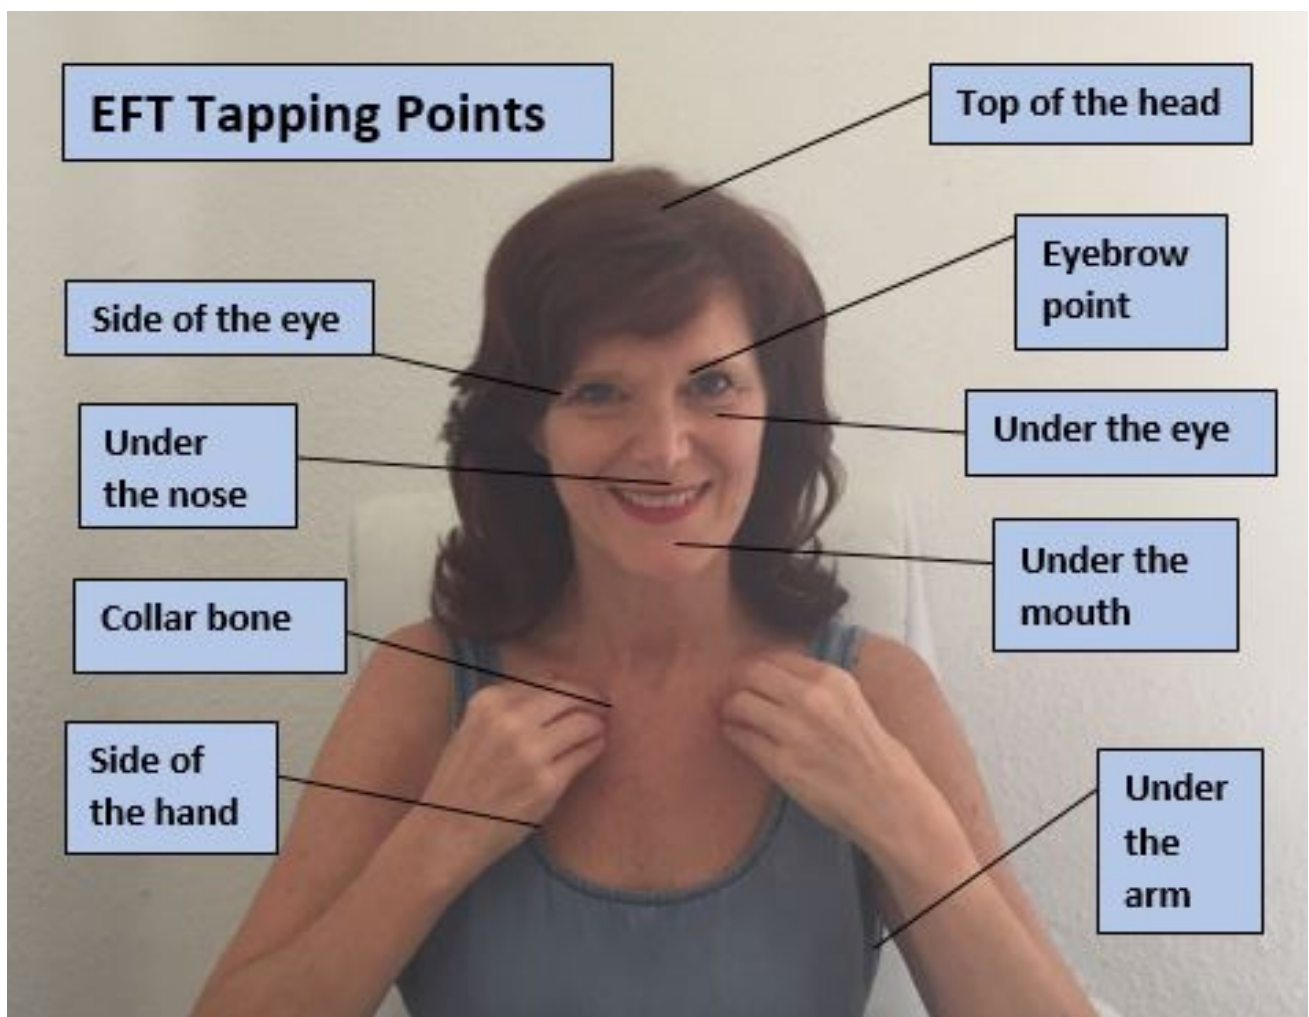 EFT Tapping Points
Top of the head
Eyebrow
point
Side of the eye
Under the eye
Under
the nose
Under the
mouth
Collar bone
Side of
the hand
Under
the
arm